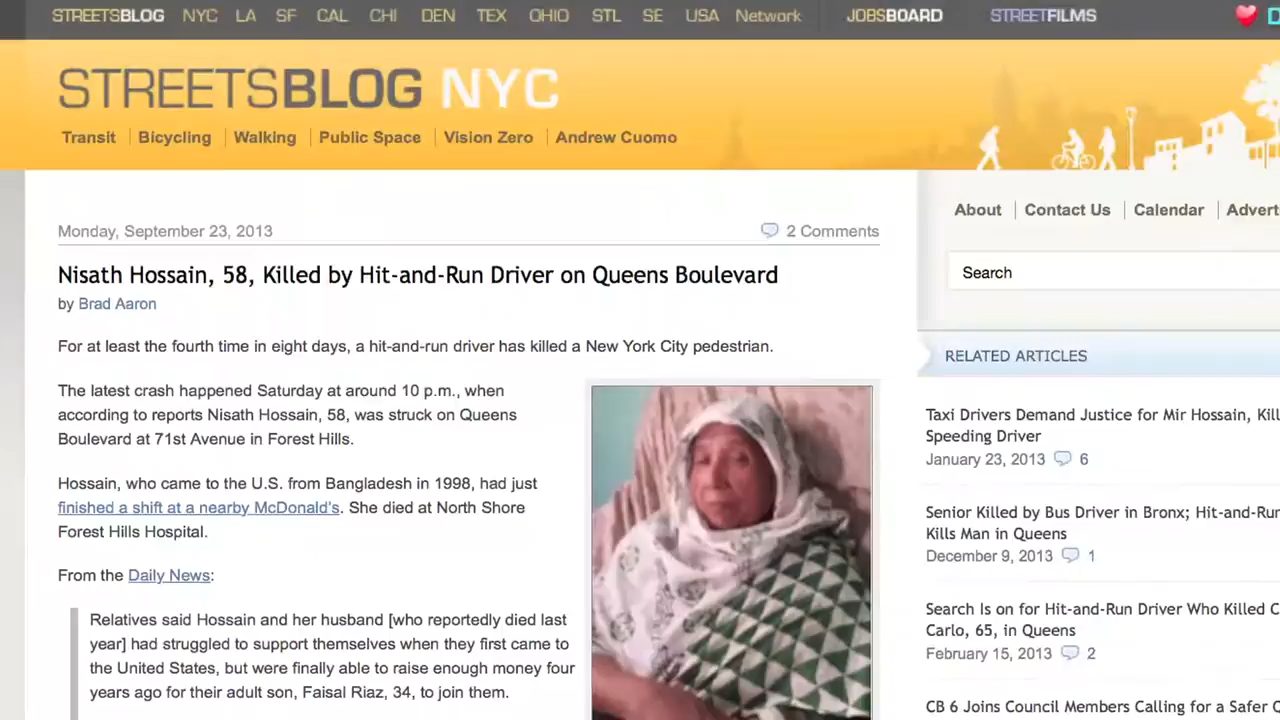 STREETSBLOG NYC LA SF CAL CHI DEN TEX OHIO STL SE USA Network JOBSBOARD STREETFILMS
STREETSBLOG NYC
Transit Bicycling Walking Public Space Vision Zero Andrew Cuomo
About Contact Us Calendar
Monday, September 23, 2013 2 Comments
Nisath Hossain, 58, Killed by Hit-and-Run Driver on Queens Boulevard
by Brad Aaron
For at least the fourth time in eight days, a hit-and-run driver has killed a New York City pedestrian.
The latest crash happened Saturday at around 10 p.m., when
according to reports Nisath Hossain, 58, was struck on Queens
Boulevard at 71st Avenue in Forest Hills.
Hossain, who came to the U.S. from Bangladesh in 1998, had just
finished a shift at a nearby McDonald's. She died at North Shore
Forest Hills Hospital.
From the Daily News:
Relatives said Hossain and her husband [who reportedly died last
year] had struggled to support themselves when they first came to
the United States, but were finally able to raise enough money four
years ago for their adult son, Faisal Riaz, 34, to join them.
Search
RELATED ARTICLES
Taxi Drivers Demand Justice for Mir Hossain,
Speeding Driver
January 23, 2013 6
Senior Killed by Bus Driver in Bronx;
Kills Man in Queens
December 9, 2013 1
Search Is on for Hit-and-Run Driver Who Killed
Carlo, 65, in Queens
February 15, 2013 2
CB 6 Joins Council Members Calling for a Safer